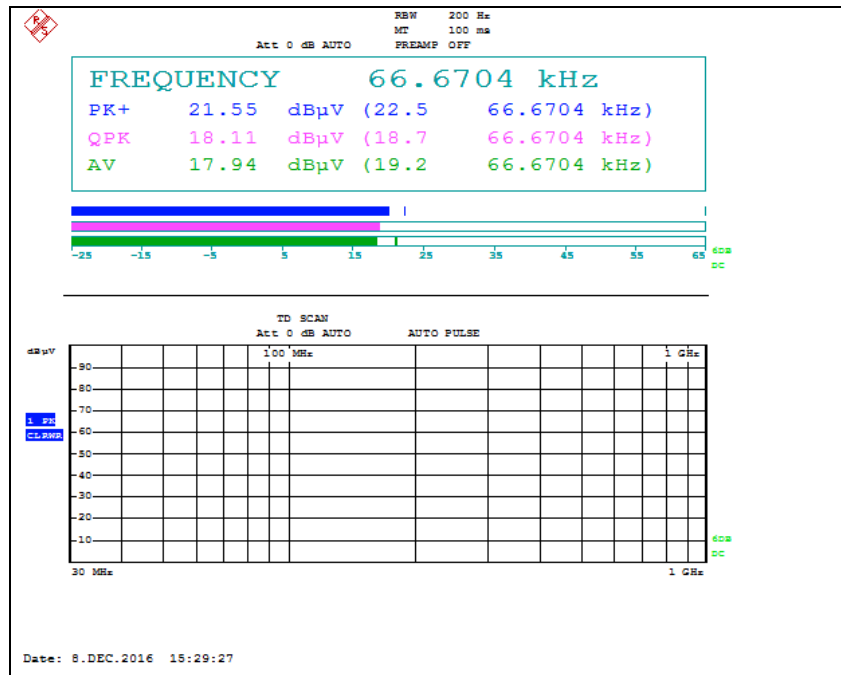 R S
RBW 200 Hz
MT 100 ms
Att 0 dB AUTO PREAMP OFF
FREQUENCY 66.6704 kHz
PK+ 21.55 dBµV (22.5 66.6704 kHz)
QPK 18.11 dBµV (18.7 66.6704 kHz)
AV 17.94 dBµV (19.2 66.6704 kHz)
-25 -15 -5 5 15 25 35 45 55 65
6DB
DC
TD SCAN
Att 0 dB AUTO AUTO PULSE
dBµV
100 MHz 1 GHz
90
80
70
1 PK
CLRWR
60
50
40
30
20
10
6DB
DC
30 MHz 1 GHz
Date: 8.DEC.2016 15:29:27